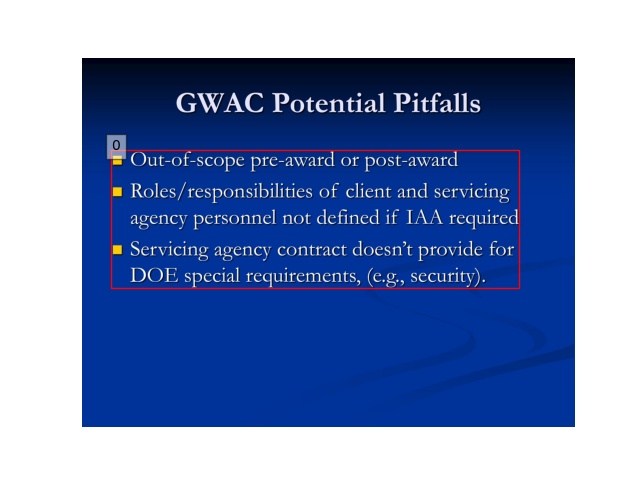 GWAC Potential Pitfalls
0
Out-of-scope pre-award or post-award
Roles/responsibilities of client and servicing
agency personnel not defined if IAA required
Servicing agency contract doesn't provide for
DOE special requirements, (e.g., security).